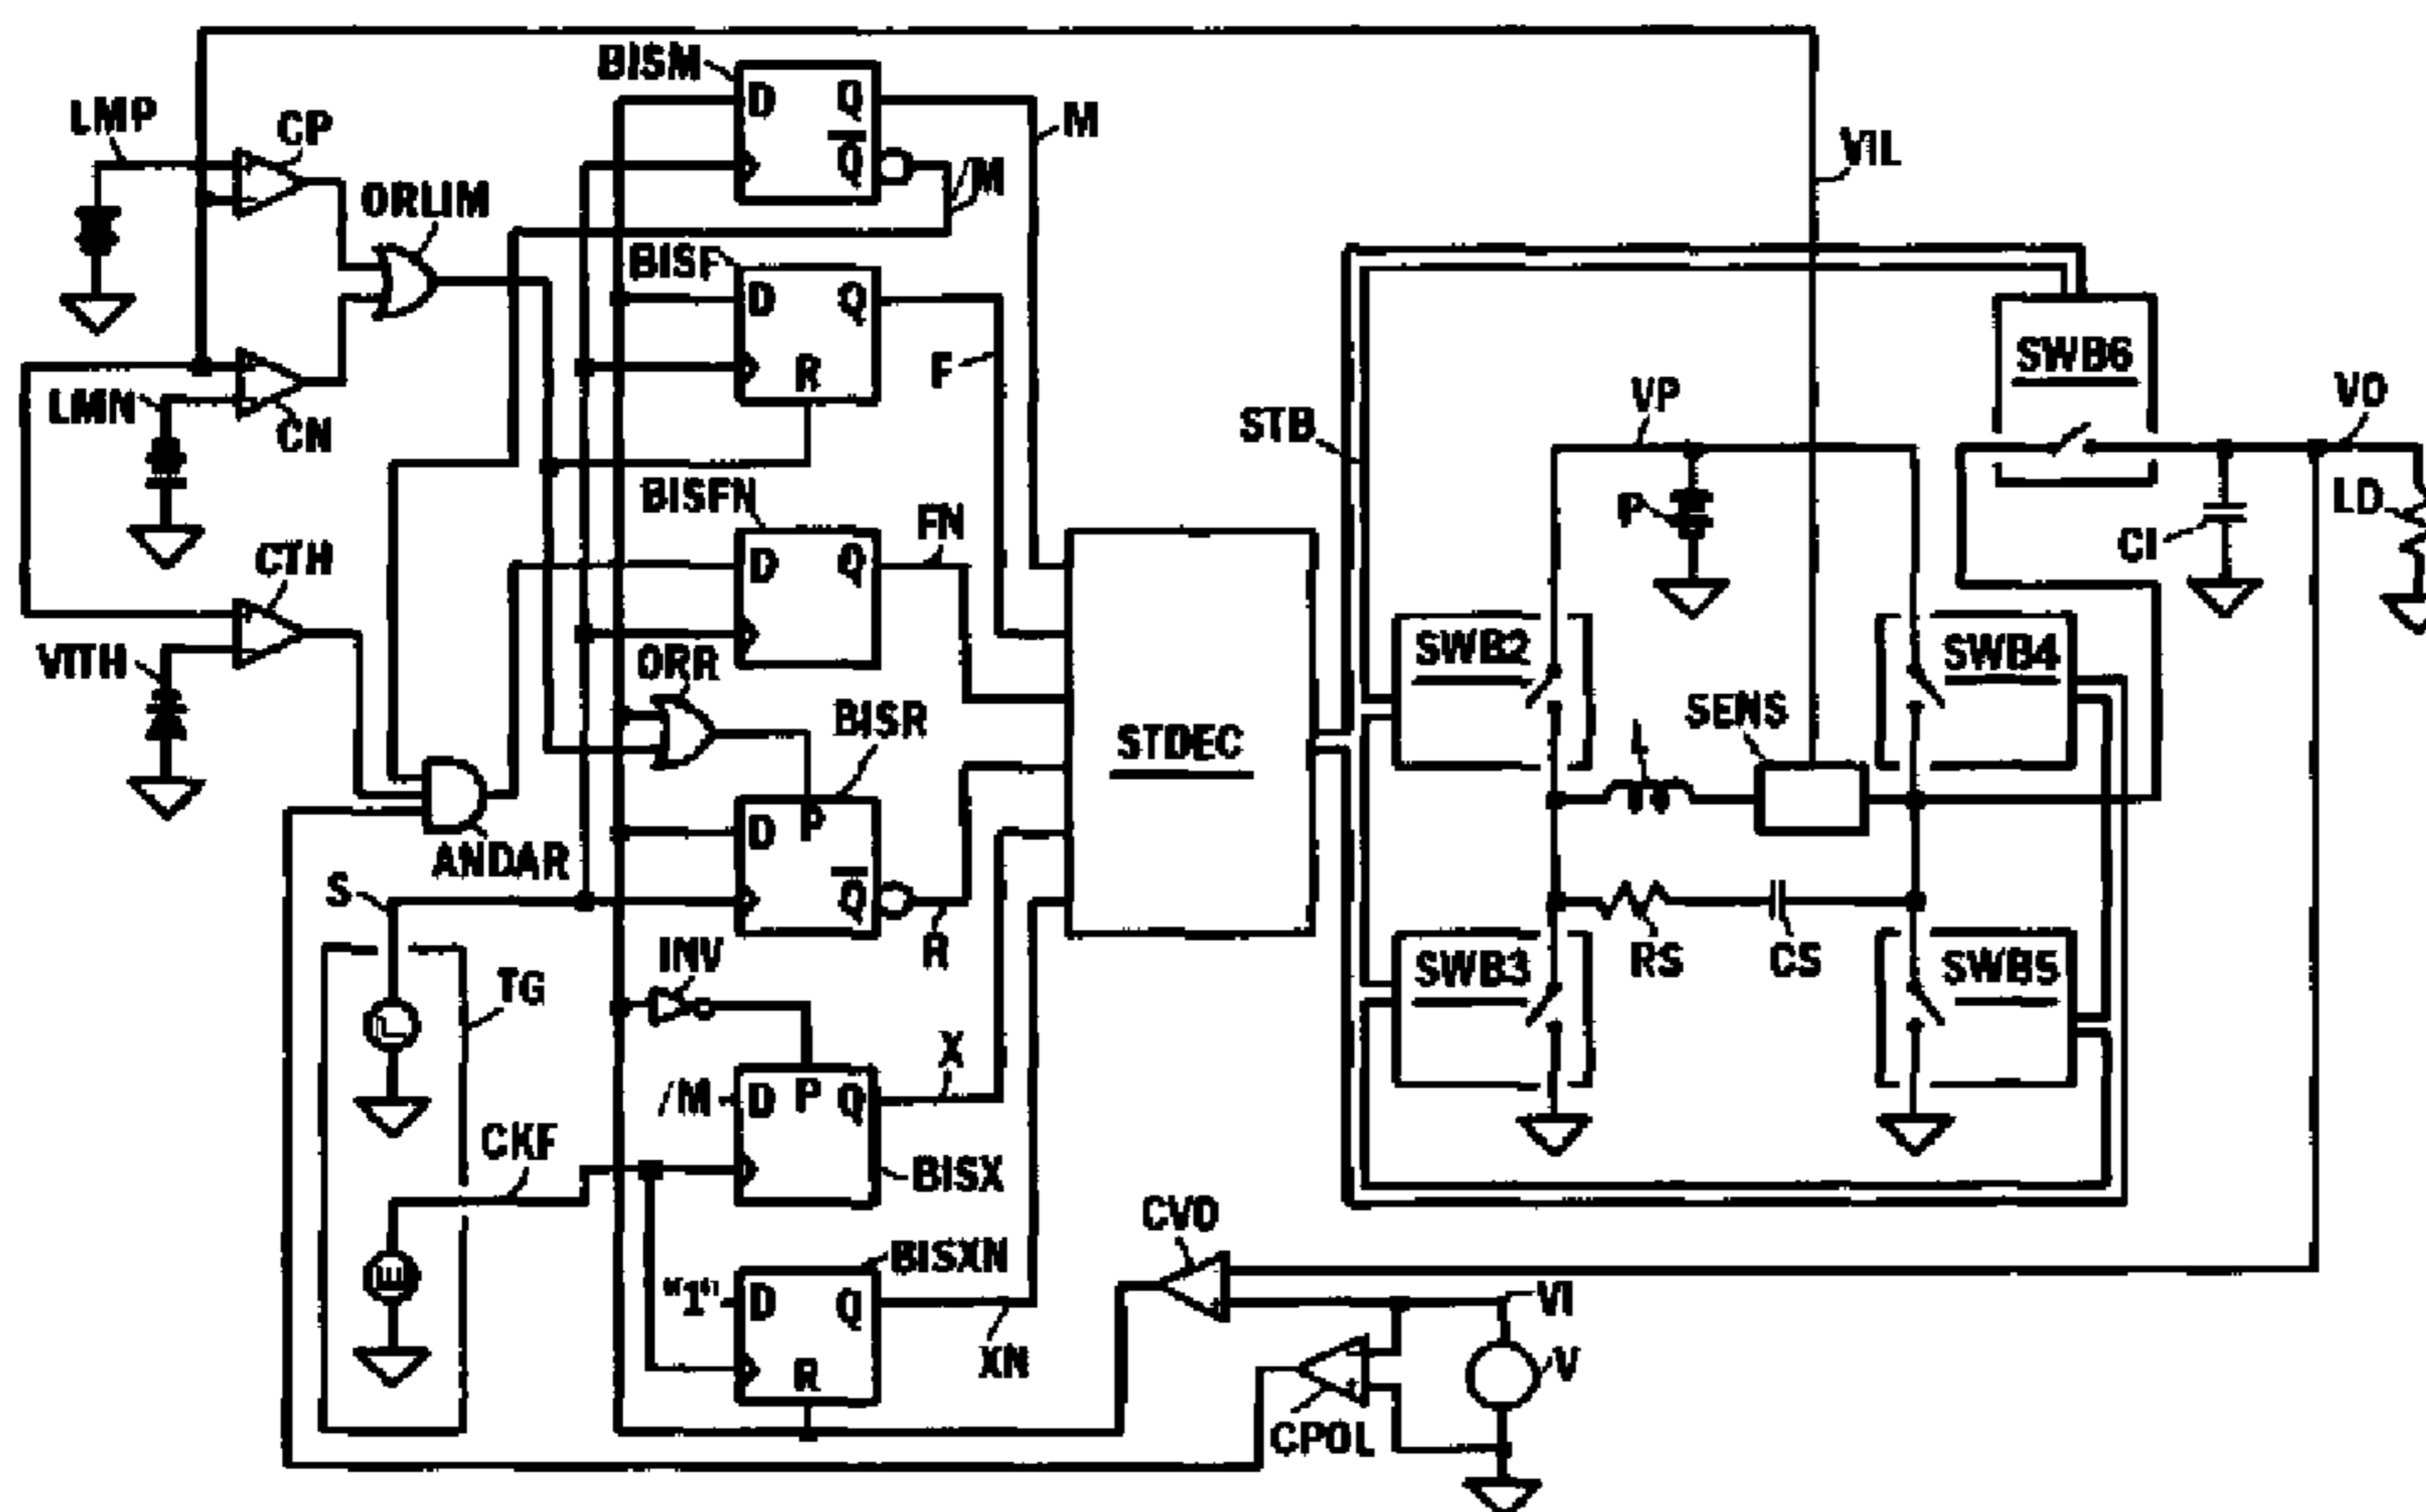 BISM
D Q
Q
M
/M
LMP
CP
ORLIM
VIL
BISF
D Q
R
F
LMN
CN
SWB6
VP
VO
STB
P
LD
CI
BISFN
D Q
FN
CTH
VITH
ORR
BISR
D P
Q
R
STDEC
SWB2
SWB4
SENS
L
ANDAR
S
SWB3
RS
CS
SWB5
INV
TG
X
/M
D P Q
BISX
CKF
CVO
BISXN
"1"
D Q
R
XN
VI
V
CPOL